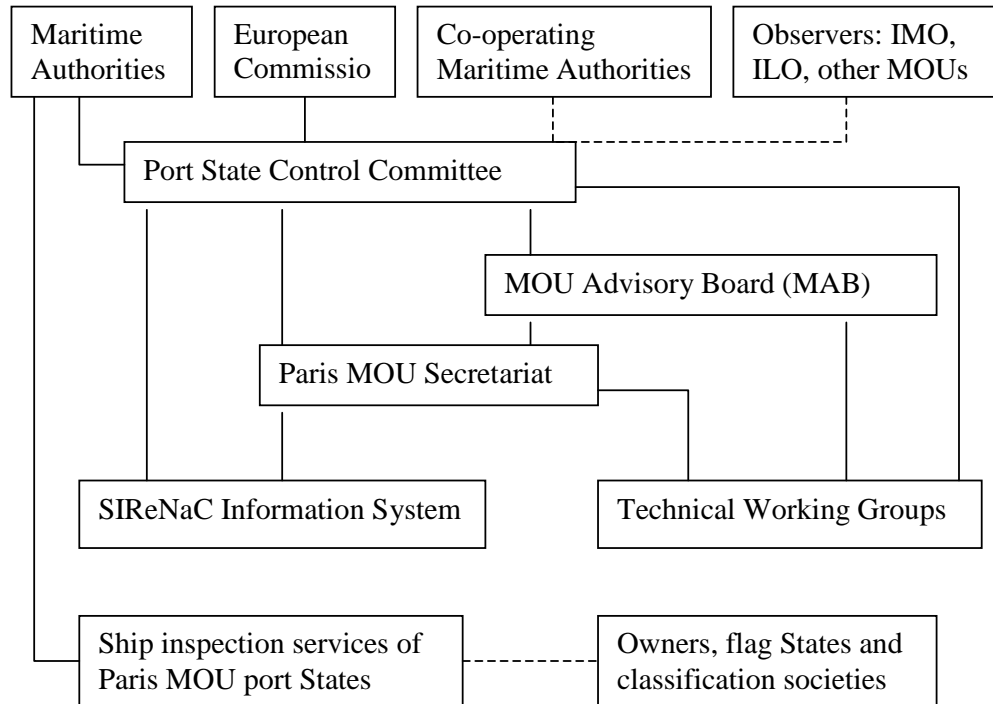 Maritime
Authorities
European
Commissio
Co-operating
Maritime Authorities
Observers: IMO,
ILO, other MOUs
Port State Control Committee
MOU Advisory Board (MAB)
Paris MOU Secretariat
SIReNaC Information System
Technical Working Groups
Ship inspection services of
Paris MOU port States
Owners, flag States and
classification societies